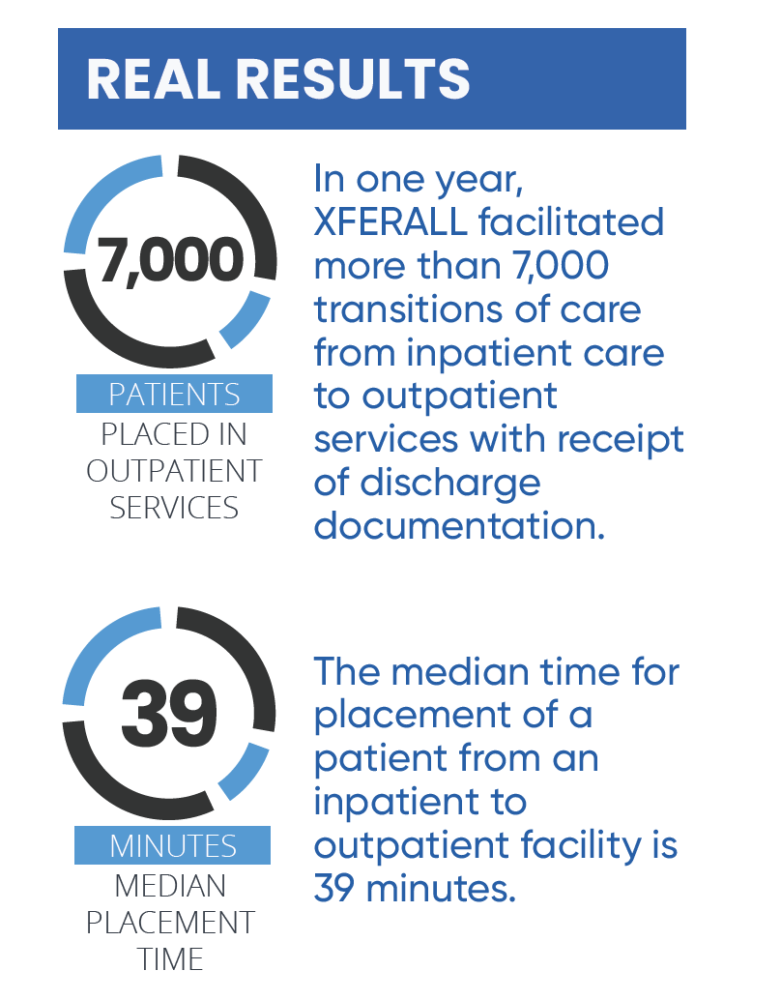 REAL RESULTS
7,000
PATIENTS
PLACED IN
OUTPATIENT
SERVICES
In one year,
XFERALL facilitated
more than 7,000
transitions of care
from inpatient care
to outpatient
services with receipt
of discharge
documentation.
39
MINUTES
MEDIAN
PLACEMENT
TIME
The median time for
placement of a
patient from an
inpatient to
outpatient facility is
39 minutes.